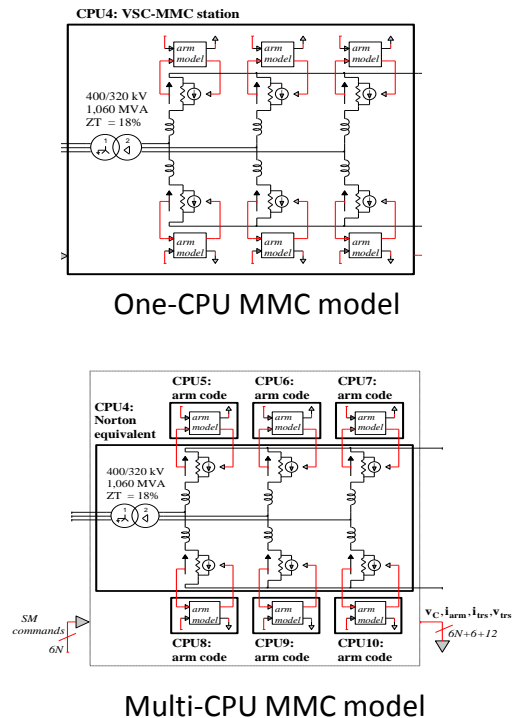 CPU4: VSC-MMC station
arm model
arm model
arm model
400/320 kV
1,060 MVA
ZT = 18%
1 2
arm model
arm model
arm model
One-CPU MMC model
CPU5: arm code
CPU6: arm code
CPU7: arm code
CPU4: Norton equivalent
arm model
arm model
arm model
400/320 kV
1,060 MVA
ZT = 18%
1 2
SM commands
6N
arm model
arm model
arm model
v_C, i_arm, i_trs, v_trs
6N+6+12
CPU8: arm code
CPU9: arm code
CPU10: arm code
Multi-CPU MMC model